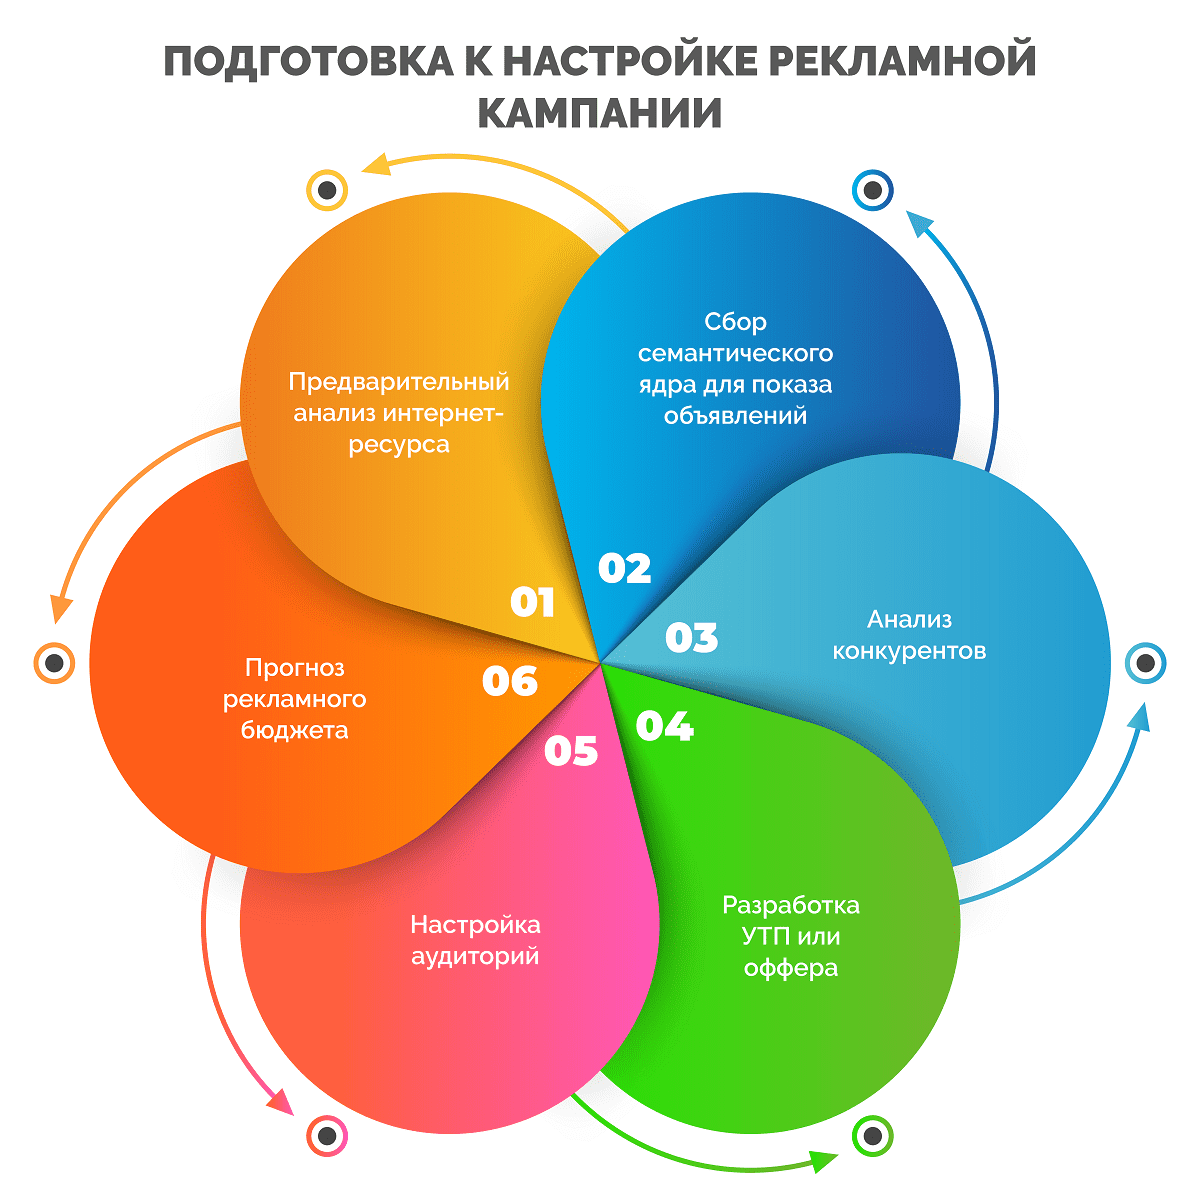 ПОДГОТОВКА К НАСТРОЙКЕ РЕКЛАМНОЙ
КАМПАНИИ
Предварительный
анализ интернет-
ресурса
01
Сбор
семантического
ядра для показа
объявлений
02
Анализ
конкурентов
03
Разработка
УТП или
оффера
04
Настройка
аудиторий
05
Прогноз
рекламного
бюджета
06